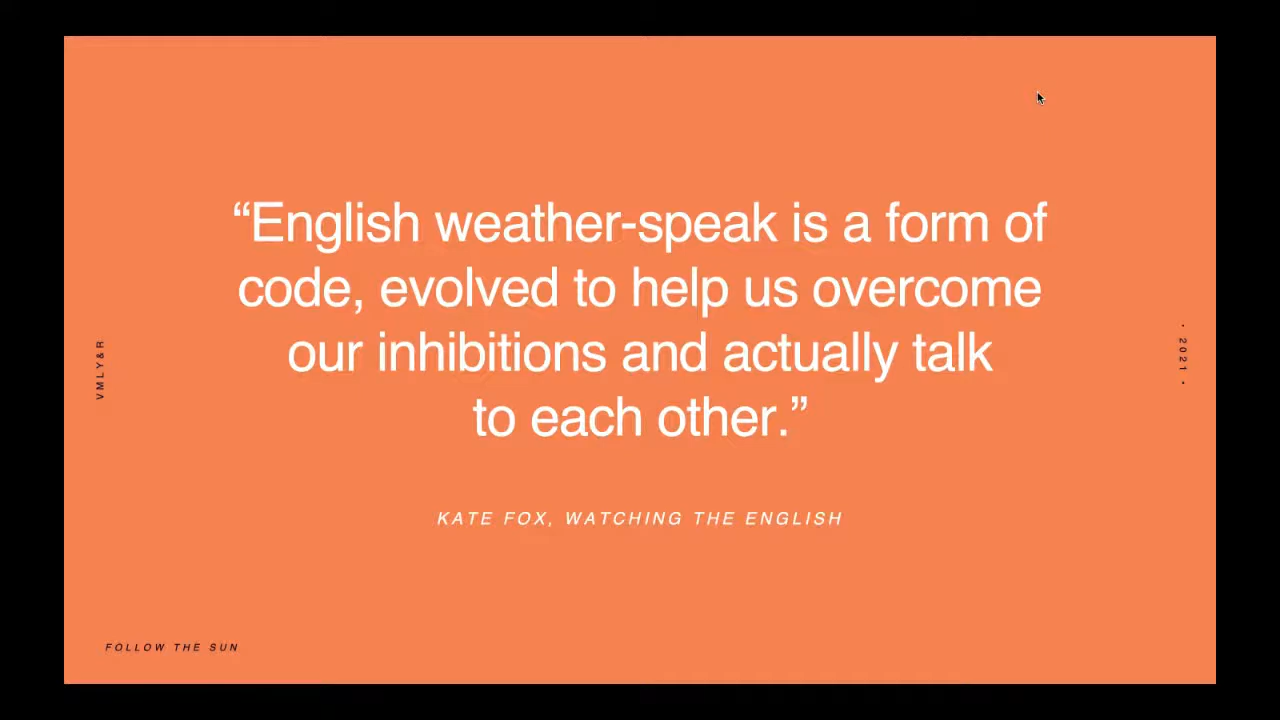 “English weather-speak is a form of
code, evolved to help us overcome
our inhibitions and actually talk
to each other.”
KATE FOX, WATCHING THE ENGLISH
VMLY&R
• 2021 •
FOLLOW THE SUN